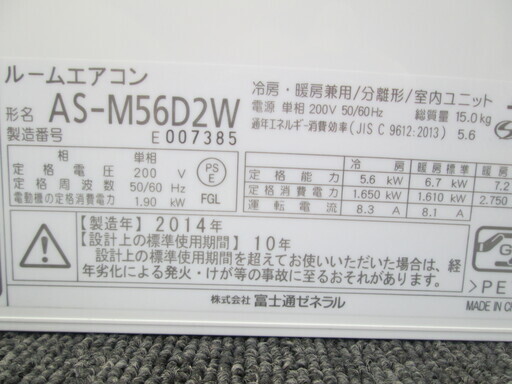 ルームエアコン
形名 AS-M56D2W
製造番号 E 007385
冷房・暖房兼用/分離形/室内ユニット
電源 単相 200V 50/60Hz 質量 15.0kg
通年エネルギー消費効率(JIS C 9612:2013) 5.6
相 単相
定格電圧 200 V
定格周波数 50/60 Hz
電動機の定格消費電力 1.90 kW
PS
E
FGL
冷房 暖房標準 暖房
定格能力 5.6 kW 6.7 kW 7.2
定格消費電力 1.650 kW 1.610 kW 2.750
運転電流 8.3 A 8.1 A
【製造年】2014年
【設計上の標準使用期間】10年
設計上の標準使用期間を超えてお使いいただいた場合は、経
年劣化による発火・けが等の事故に至るおそれがあります。
株式会社 富士通ゼネラル
>PE
MADE IN C